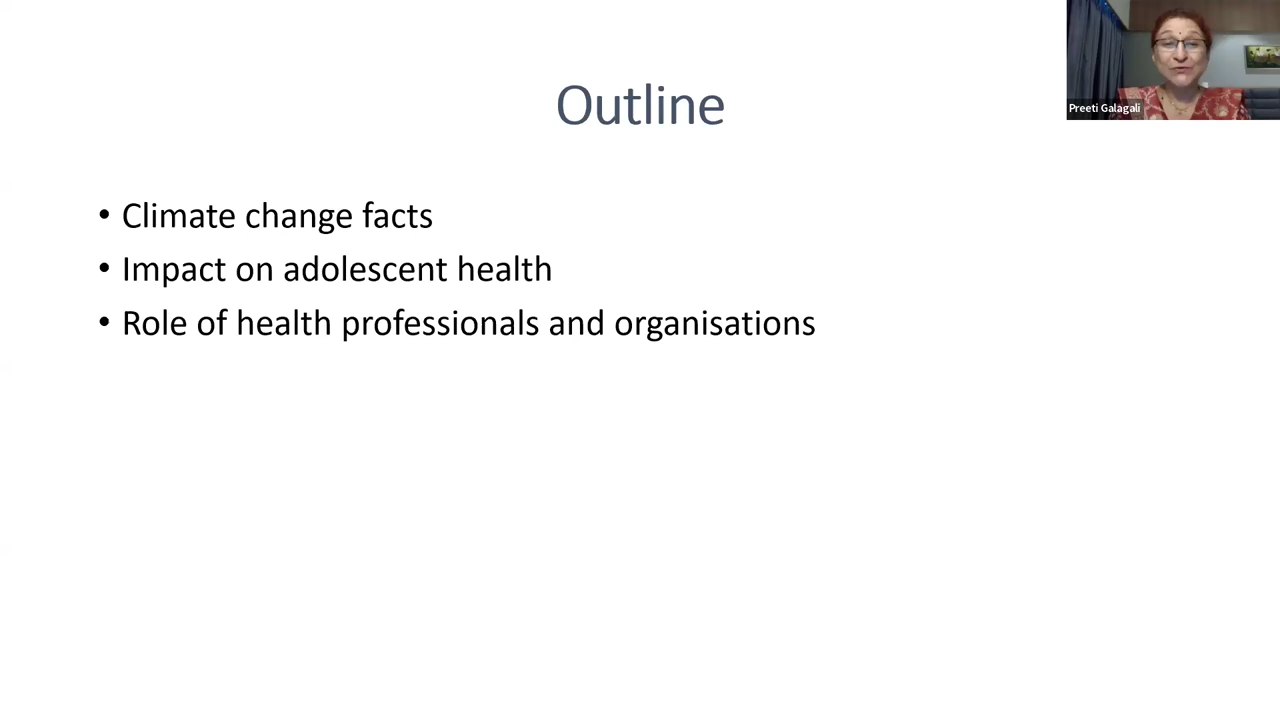 Outline
Preeti Galagali
• Climate change facts
• Impact on adolescent health
• Role of health professionals and organisations